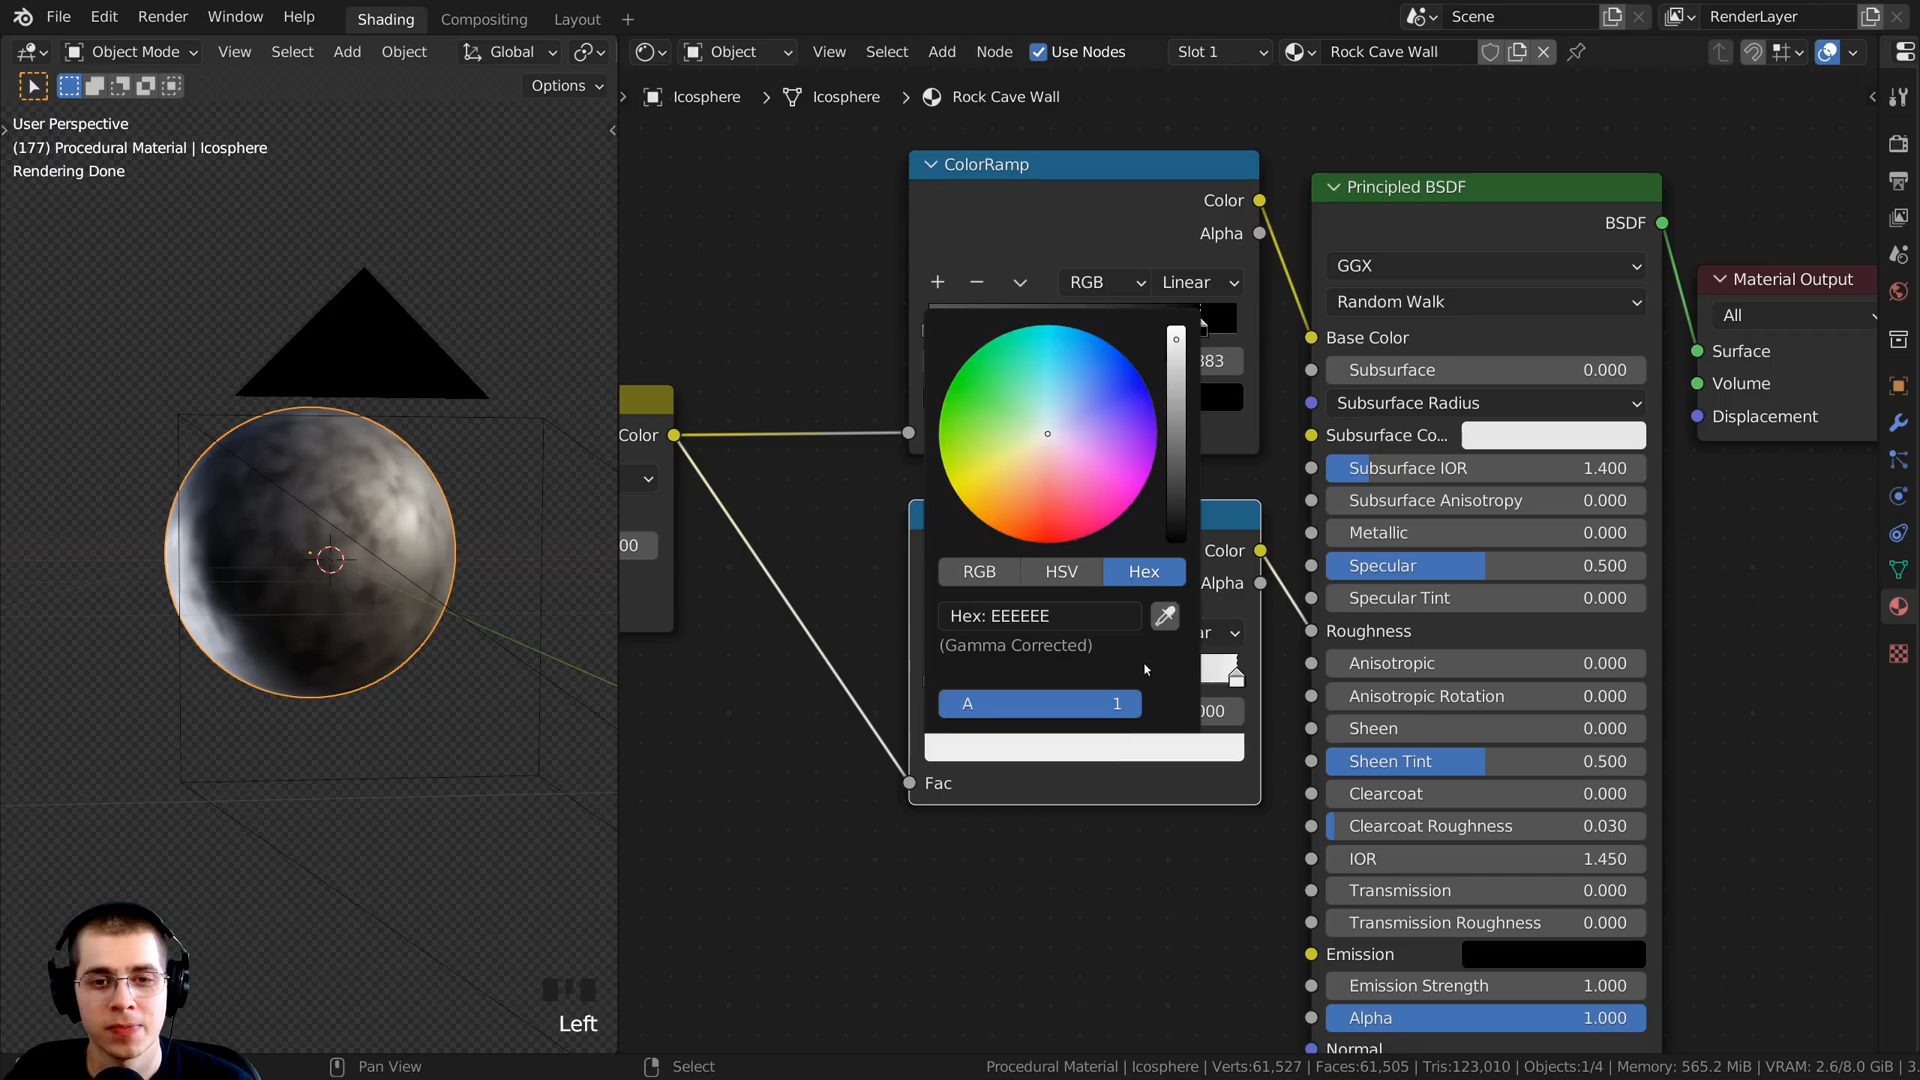 File Edit Render Window Help Shading Compositing Layout + Scene RenderLayer
Object Mode View Select Add Object Global Object View Select Add Node Use Nodes Slot 1 Rock Cave Wall
Options
Icosphere > Icosphere > Rock Cave Wall
User Perspective
(177) Procedural Material | Icosphere
Rendering Done
ColorRamp
Color
Alpha
+ − RGB Linear
383
Color
00
RGB HSV Hex
Hex: EEEEEE
(Gamma Corrected)
A 1
Color
Alpha
ar
000
Fac
Principled BSDF
BSDF
GGX
Random Walk
Base Color
Subsurface 0.000
Subsurface Radius
Subsurface Co...
Subsurface IOR 1.400
Subsurface Anisotropy 0.000
Metallic 0.000
Specular 0.500
Specular Tint 0.000
Roughness
Anisotropic 0.000
Anisotropic Rotation 0.000
Sheen 0.000
Sheen Tint 0.500
Clearcoat 0.000
Clearcoat Roughness 0.030
IOR 1.450
Transmission 0.000
Transmission Roughness 0.000
Emission
Emission Strength 1.000
Alpha 1.000
Normal
Material Output
All
Surface
Volume
Displacement
Left
Pan View Select Procedural Material | Icosphere | Verts:61,527 | Faces:61,505 | Tris:123,010 | Objects:1/4 | Memory: 565.2 MiB | VRAM: 2.6/8.0 GiB | 3.